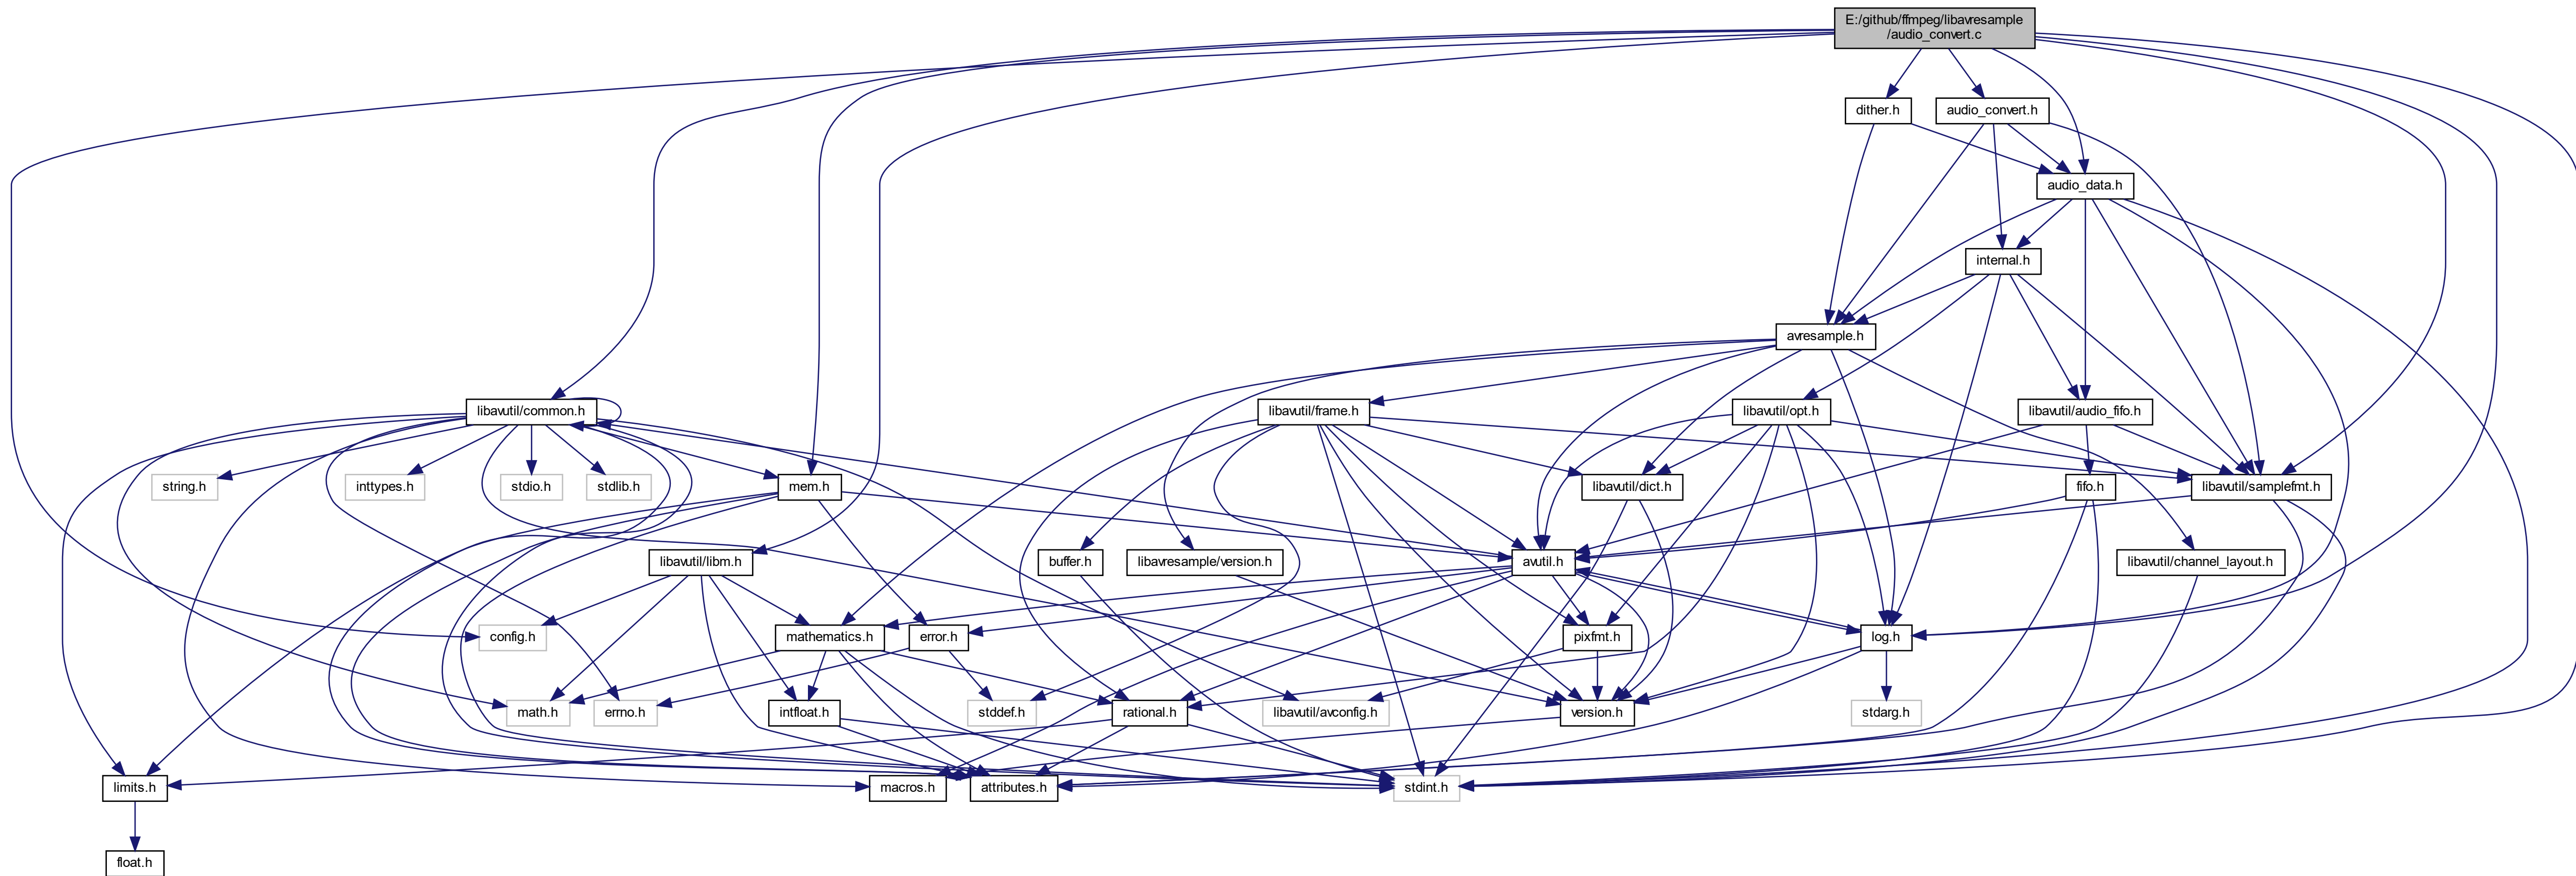 E:/github/ffmpeg/libavresample
/audio_convert.c
dither.h
audio_convert.h
audio_data.h
internal.h
avresample.h
libavutil/common.h
libavutil/frame.h
libavutil/opt.h
libavutil/audio_fifo.h
string.h
inttypes.h
stdio.h
stdlib.h
mem.h
libavutil/dict.h
fifo.h
libavutil/samplefmt.h
libavutil/libm.h
buffer.h
libavresample/version.h
avutil.h
libavutil/channel_layout.h
config.h
mathematics.h
error.h
pixfmt.h
log.h
math.h
errno.h
intfloat.h
stddef.h
rational.h
libavutil/avconfig.h
version.h
stdarg.h
limits.h
macros.h
attributes.h
stdint.h
float.h